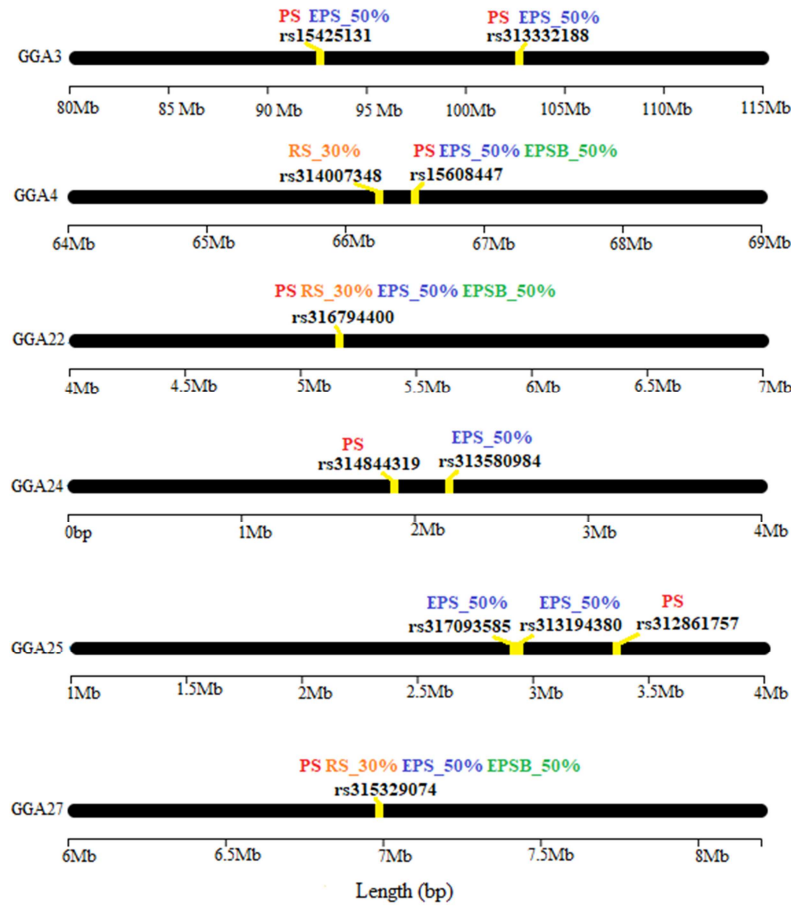 PS EPS_50% PS EPS_50%
rs15425131 rs313332188
GGA3
80Mb 85 Mb 90 Mb 95 Mb 100Mb 105Mb 110Mb 115Mb
RS_30% PS EPS_50% EPSB_50%
rs314007348 rs15608447
GGA4
64Mb 65Mb 66Mb 67Mb 68Mb 69Mb
PS RS_30% EPS_50% EPSB_50%
rs316794400
GGA22
4Mb 4.5Mb 5Mb 5.5Mb 6Mb 6.5Mb 7Mb
PS EPS_50%
rs314844319 rs313580984
GGA24
0bp 1Mb 2Mb 3Mb 4Mb
EPS_50% EPS_50% PS
rs317093585 rs313194380 rs312861757
GGA25
1Mb 1.5Mb 2Mb 2.5Mb 3Mb 3.5Mb 4Mb
PS RS_30% EPS_50% EPSB_50%
rs315329074
GGA27
6Mb 6.5Mb 7Mb 7.5Mb 8Mb
Length (bp)